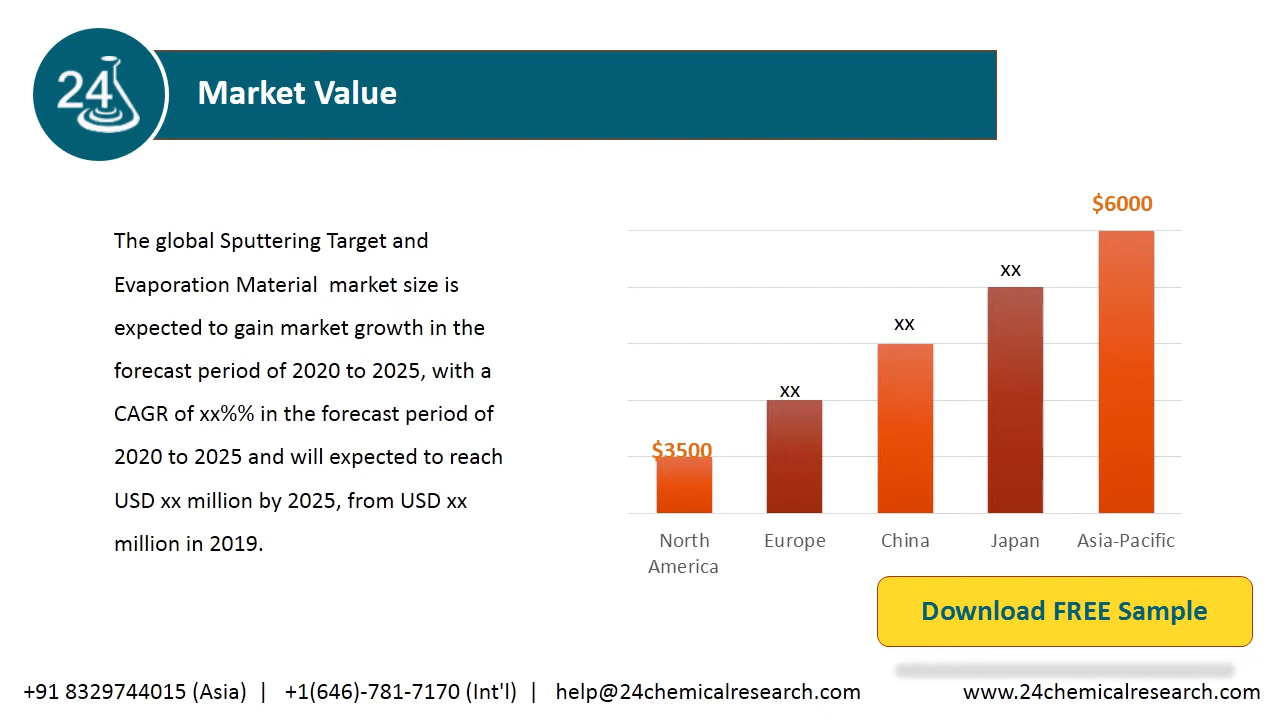 24
Market Value
The global Sputtering Target and
Evaporation Material  market size is
expected to gain market growth in the
forecast period of 2020 to 2025, with a
CAGR of xx%% in the forecast period of
2020 to 2025 and will expected to reach
USD xx million by 2025, from USD xx
million in 2019.
$6000
xx
xx
xx
$3500
North America
Europe
China
Japan
Asia-Pacific
Download FREE Sample
+91 8329744015 (Asia)  |   +1(646)-781-7170 (Int'l)  |   help@24chemicalresearch.com
www.24chemicalresearch.com